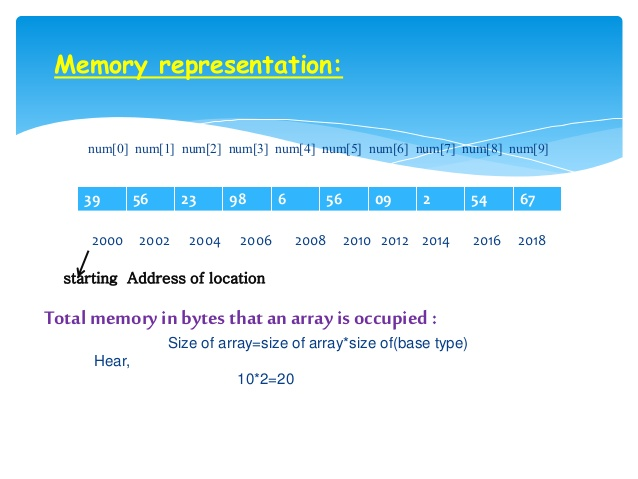 Memory representation:
num[0] num[1] num[2] num[3] num[4] num[5] num[6] num[7] num[8] num[9]
39 56 23 98 6 56 09 2 54 67
2000 2002 2004 2006 2008 2010 2012 2014 2016 2018
starting Address of location
Total memory in bytes that an array is occupied :
Size of array=size of array*size of(base type)
Hear,
10*2=20